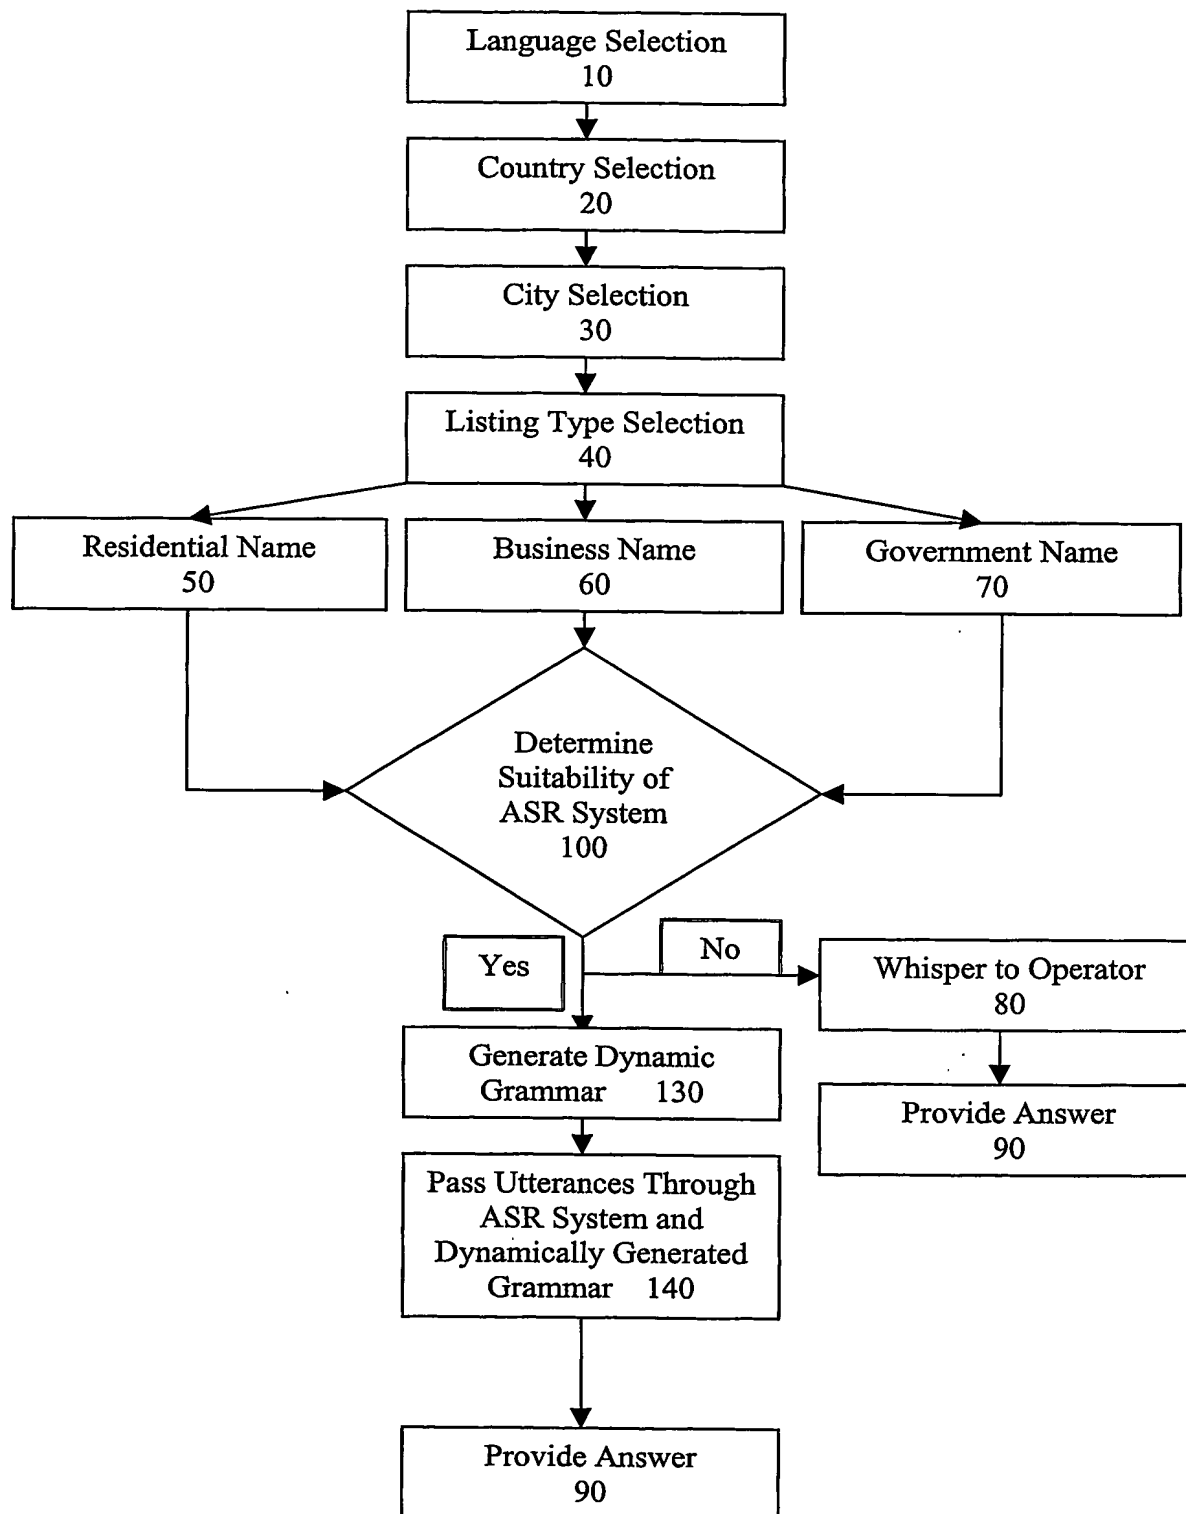 Language Selection
10
Country Selection
20
City Selection
30
Listing Type Selection
40
Residential Name
50
Business Name
60
Government Name
70
Determine
Suitability of
ASR System
100
Yes
No
Whisper to Operator
80
Generate Dynamic
Grammar 130
Provide Answer
90
Pass Utterances Through
ASR System and
Dynamically Generated
Grammar 140
Provide Answer
90